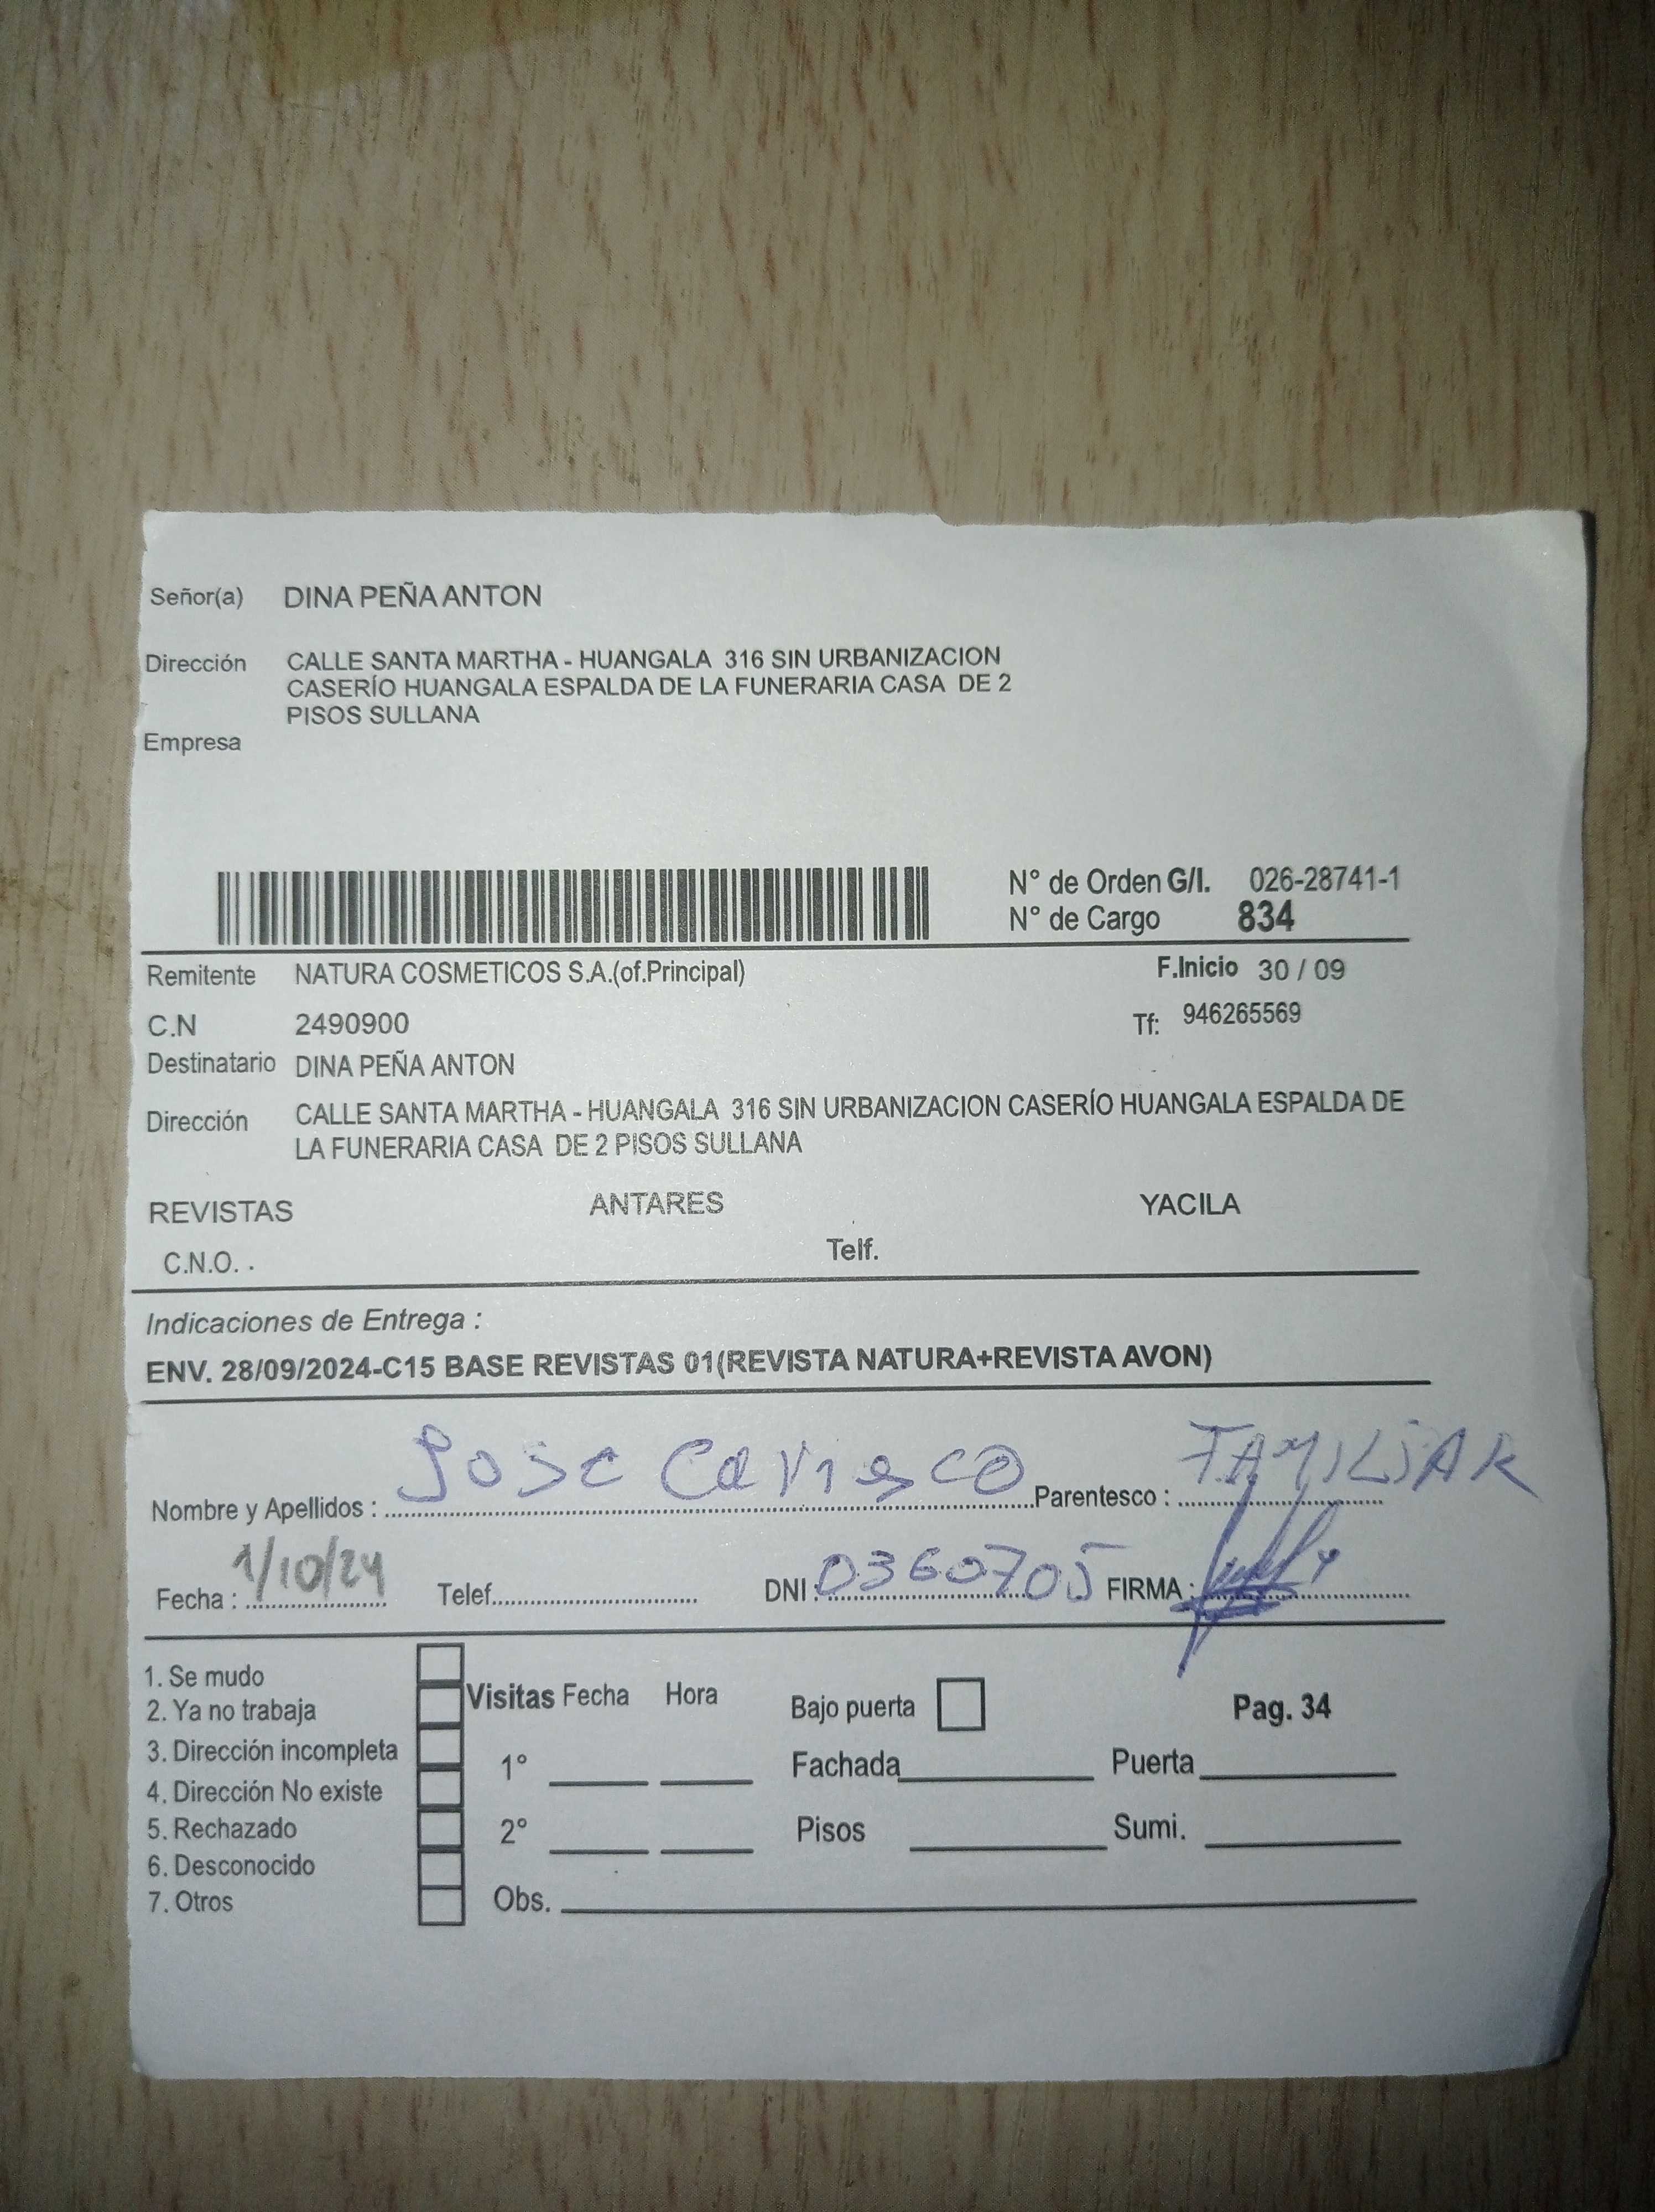 Señor(a) DINA PEÑA ANTON
Dirección CALLE SANTA MARTHA - HUANGALA 316 SIN URBANIZACION
CASERÍO HUANGALA ESPALDA DE LA FUNERARIA CASA DE 2
PISOS SULLANA
Empresa
N° de Orden G/I. 026-28741-1
N° de Cargo 834
Remitente NATURA COSMETICOS S.A.(of.Principal) F.Inicio 30 / 09
C.N 2490900 Tf: 946265569
Destinatario DINA PEÑA ANTON
Dirección CALLE SANTA MARTHA - HUANGALA 316 SIN URBANIZACION CASERÍO HUANGALA ESPALDA DE
LA FUNERARIA CASA DE 2 PISOS SULLANA
REVISTAS ANTARES YACILA
C.N.O. . Telf.
Indicaciones de Entrega :
ENV. 28/09/2024-C15 BASE REVISTAS 01(REVISTA NATURA+REVISTA AVON)
Nombre y Apellidos : Jose Parentesco : FAMILIAR
Fecha : 1/10/24 Telef. DNI : 0360705 FIRMA :
1. Se mudo
2. Ya no trabaja
3. Dirección incompleta
4. Dirección No existe
5. Rechazado
6. Desconocido
7. Otros
Visitas Fecha Hora
1°
2°
Obs.
Bajo puerta Pag. 34
Fachada Puerta
Pisos Sumi.